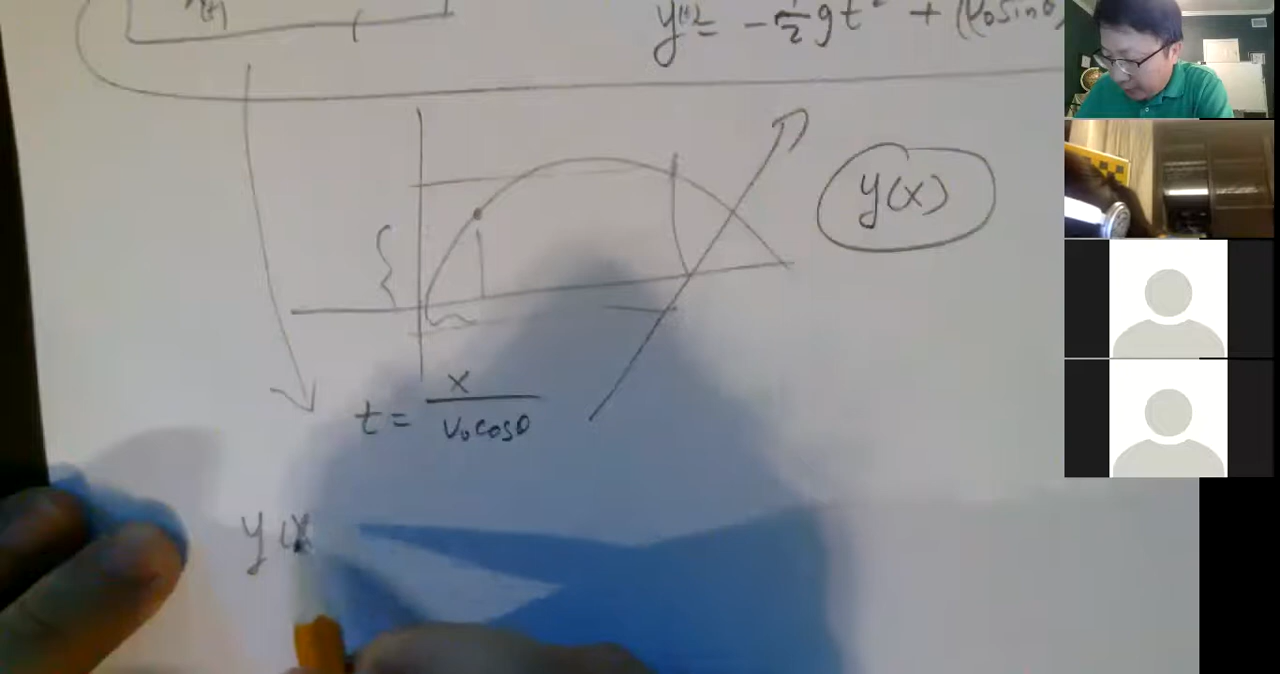 y(t)= -½gt² + (v₀sinθ
y(x)
t = x / v₀cosθ
y(x